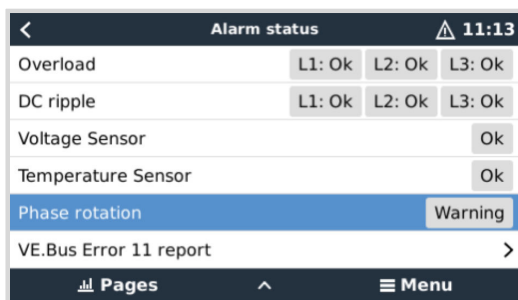 Alarm status 11:13
Overload L1: Ok L2: Ok L3: Ok
DC ripple L1: Ok L2: Ok L3: Ok
Voltage Sensor Ok
Temperature Sensor Ok
Phase rotation Warning
VE.Bus Error 11 report
Pages Menu